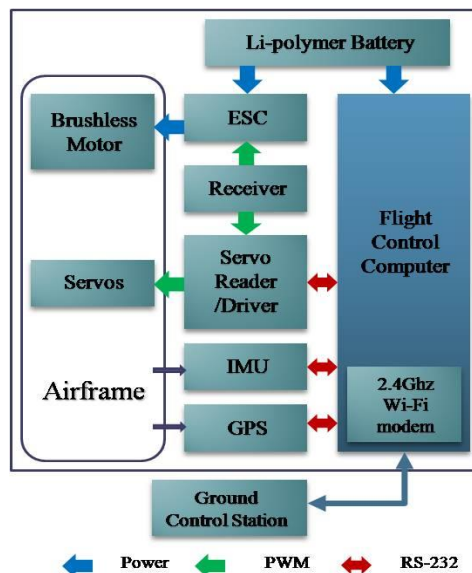 Li-polymer Battery
Brushless
Motor
ESC
Receiver
Flight
Control
Computer
Servos
Servo
Reader
/Driver
Airframe
IMU
GPS
2.4Ghz
Wi-Fi
modem
Ground
Control Station
Power
PWM
RS-232